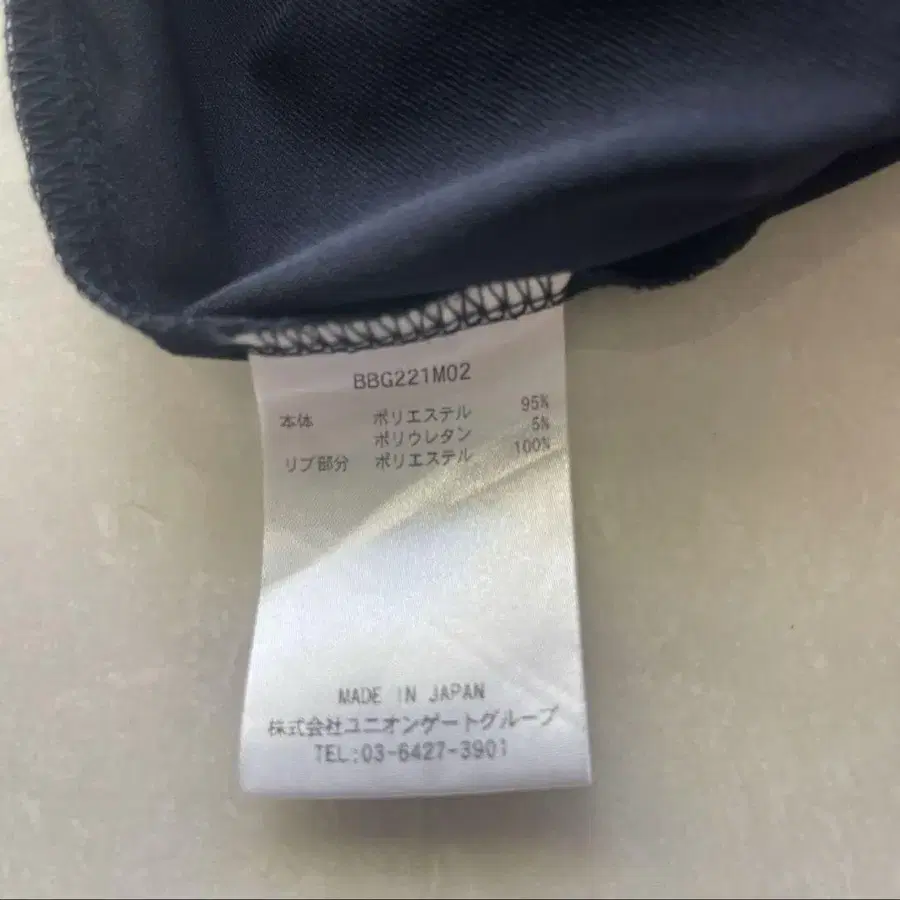 BBG221M02
本体 ポリエステル 95%
ポリウレタン 5%
リブ部分 ポリエステル 100%
MADE IN JAPAN
株式会社ユニオンゲートグループ
TEL:03-6427-3901